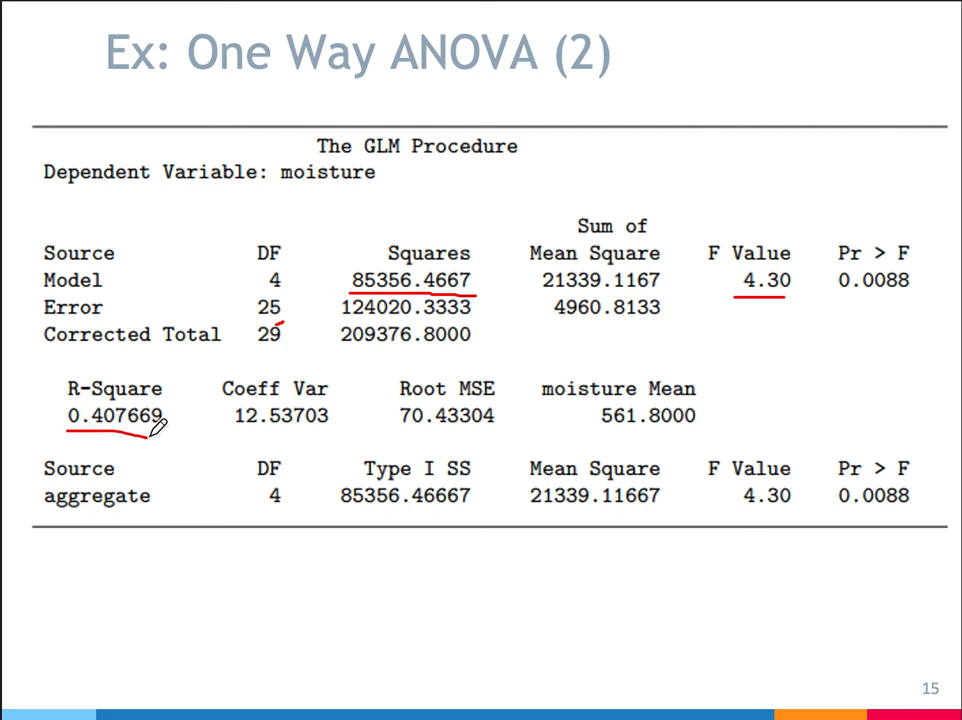 Ex: One Way ANOVA (2)
The GLM Procedure
Dependent Variable: moisture
Sum of
Source DF Squares Mean Square F Value Pr > F
Model 4 85356.4667 21339.1167 4.30 0.0088
Error 25 124020.3333 4960.8133
Corrected Total 29 209376.8000
R-Square Coeff Var Root MSE moisture Mean
0.407669 12.53703 70.43304 561.8000
Source DF Type I SS Mean Square F Value Pr > F
aggregate 4 85356.46667 21339.11667 4.30 0.0088
15